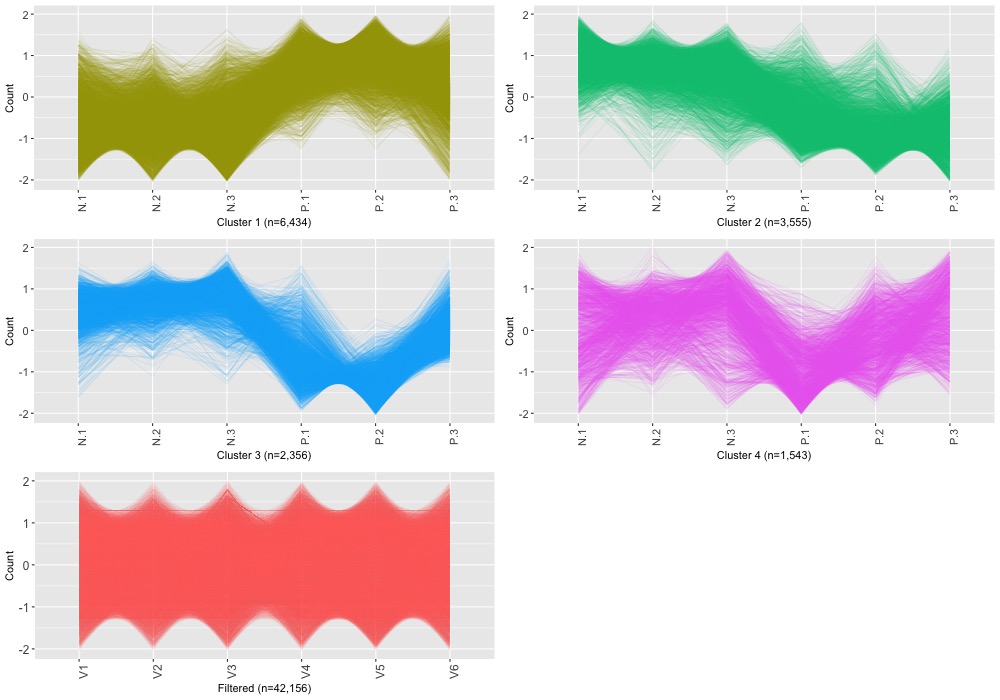 2
1
0
-1
-2
Count
N.1
N.2
N.3
P.1
P.2
P.3
Cluster 1 (n=6,434)
2
1
0
-1
-2
Count
N.1
N.2
N.3
P.1
P.2
P.3
Cluster 2 (n=3,555)
2
1
0
-1
-2
Count
N.1
N.2
N.3
P.1
P.2
P.3
Cluster 3 (n=2,356)
2
1
0
-1
-2
Count
N.1
N.2
N.3
P.1
P.2
P.3
Cluster 4 (n=1,543)
2
1
0
-1
-2
Count
V1
V2
V3
V4
V5
V6
Filtered (n=42,156)